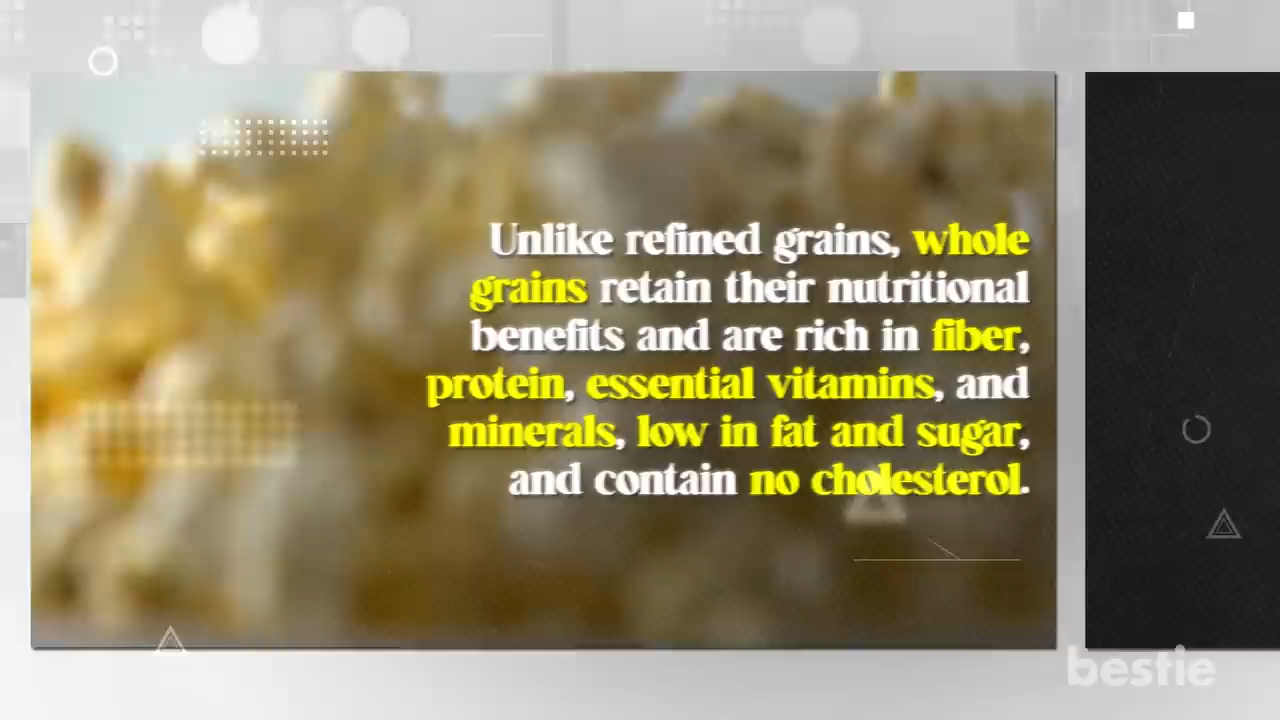 Unlike refined grains, whole
grains retain their nutritional
benefits and are rich in fiber,
protein, essential vitamins, and
minerals, low in fat and sugar,
and contain no cholesterol.
bestie